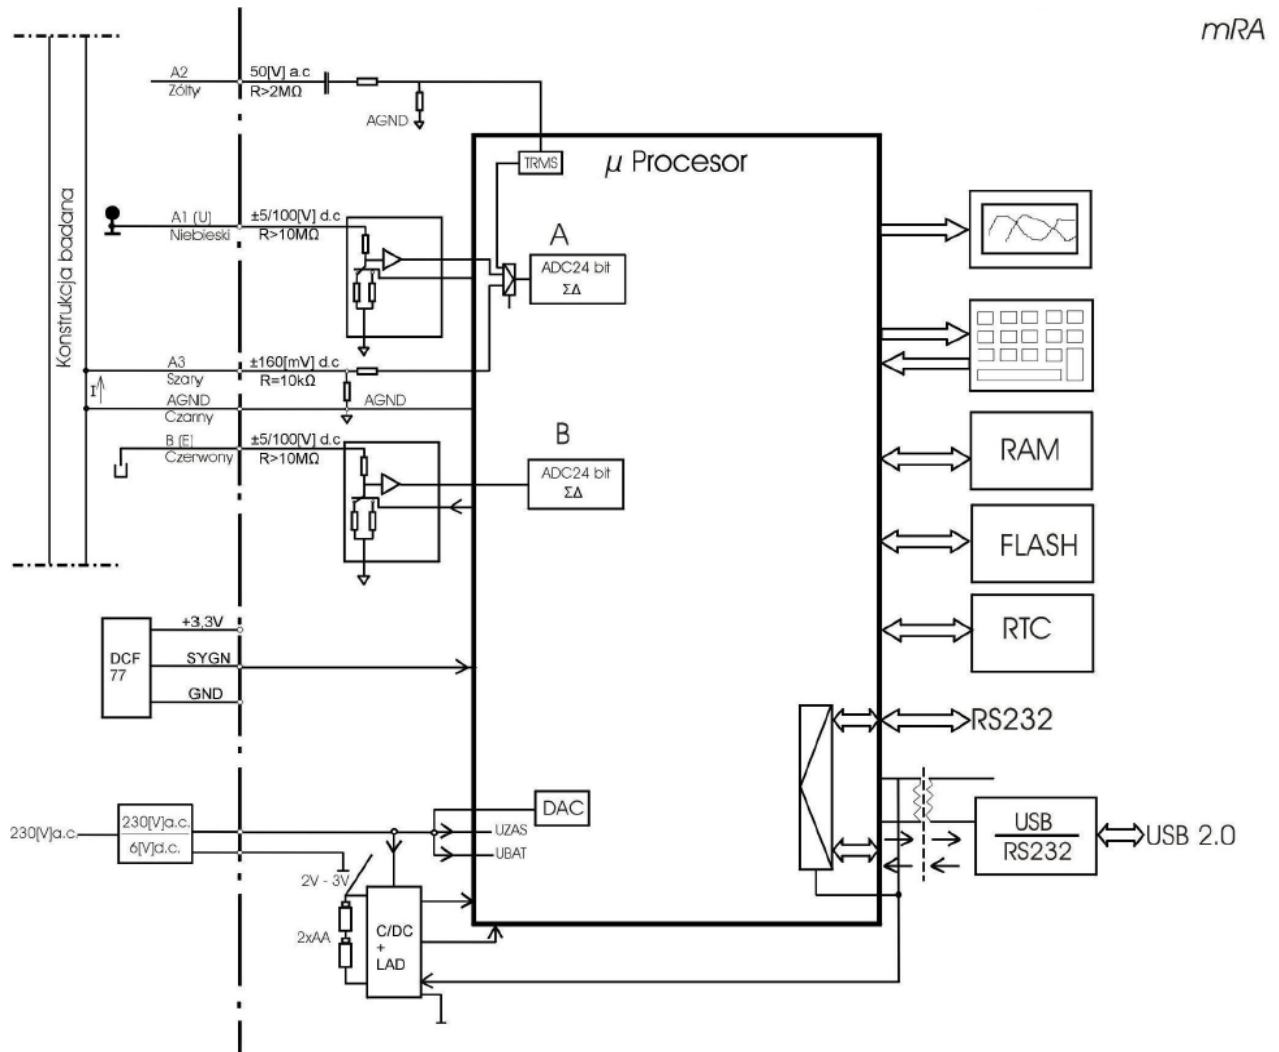 mRA
A2
Żółty
50[V] a.c
R>2MΩ
AGND
TRMS
μ Procesor
Konstrukcja badana
A1 (U)
Niebieski
±5/100[V] d.c
R>10MΩ
A
ADC24 bit
ΣΔ
A3
Szary
±160[mV] d.c
R=10kΩ
I
AGND
Czarny
AGND
B (E)
Czerwony
±5/100[V] d.c
R>10MΩ
B
ADC24 bit
ΣΔ
RAM
FLASH
RTC
DCF
77
+3,3V
SYGN
GND
RS232
230[V]a.c.
230[V]a.c.
6[V]d.c.
DAC
UZAS
UBAT
USB
RS232
USB 2.0
2V - 3V
2xAA
C/DC
+
LAD